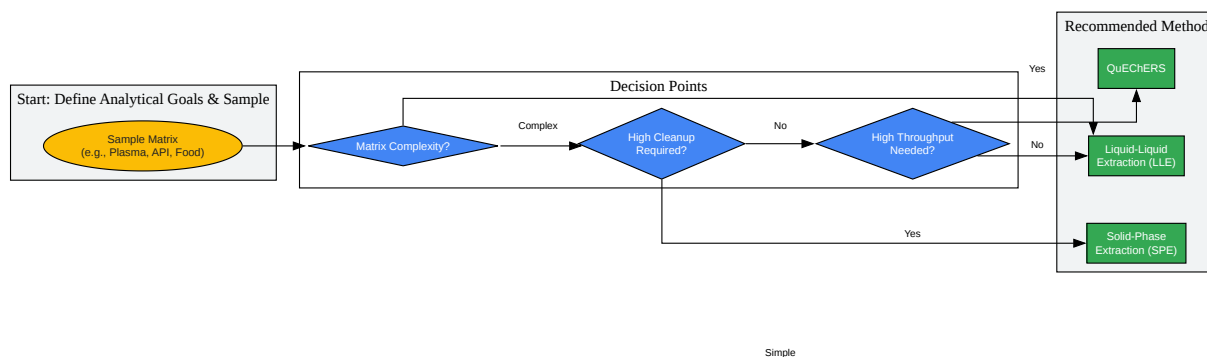 Start: Define Analytical Goals & Sample
Sample Matrix
(e.g., Plasma, API, Food)
Decision Points
Matrix Complexity?
Complex
High Cleanup
Required?
No
High Throughput
Needed?
Yes
No
Yes
Recommended Method
QuEChERS
Liquid-Liquid
Extraction (LLE)
Solid-Phase
Extraction (SPE)
Simple